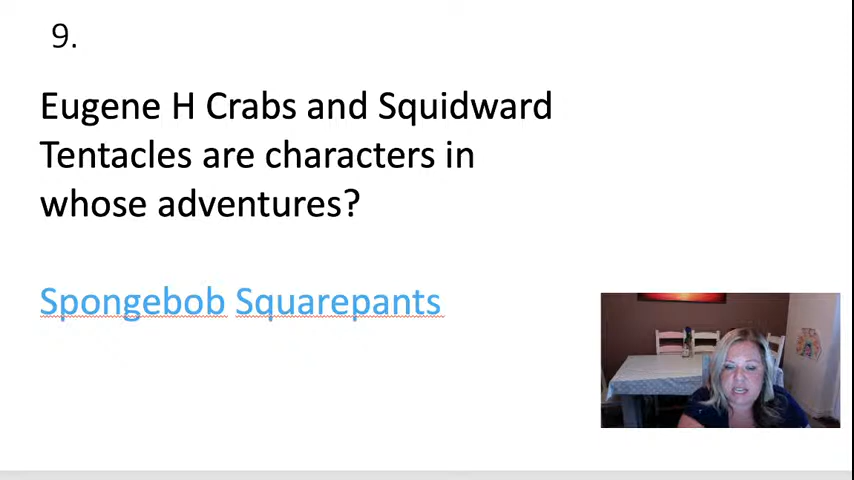 9.
Eugene H Crabs and Squidward
Tentacles are characters in
whose adventures?
Spongebob Squarepants